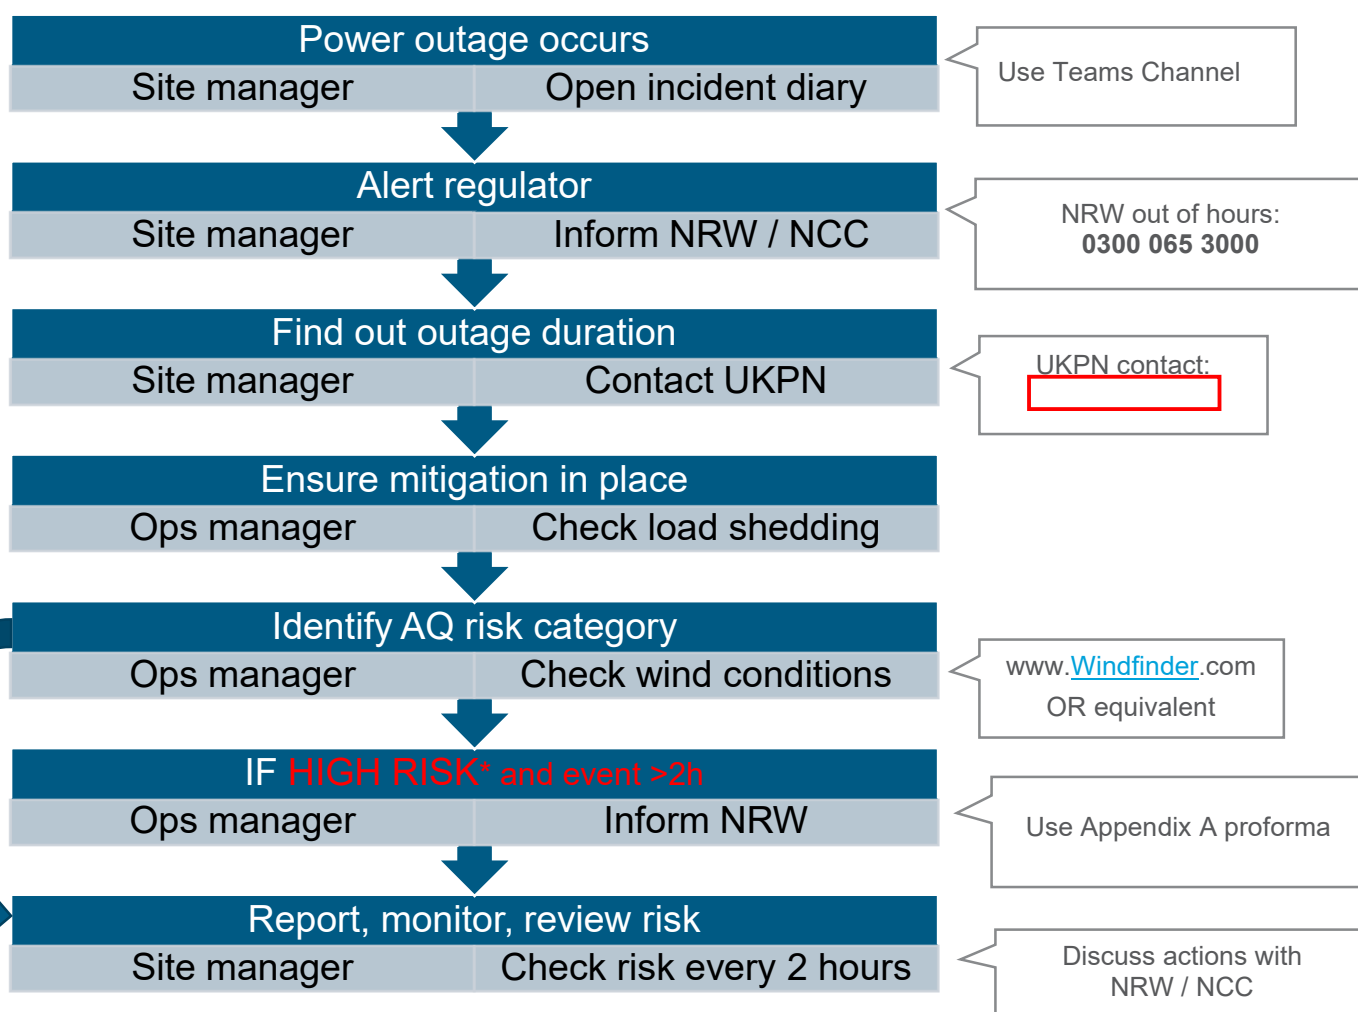 Power outage occurs
Site manager Open incident diary
Use Teams Channel
Alert regulator
Site manager Inform NRW / NCC
NRW out of hours:
0300 065 3000
Find out outage duration
Site manager Contact UKPN
UKPN contact:
Ensure mitigation in place
Ops manager Check load shedding
Identify AQ risk category
Ops manager Check wind conditions
www.Windfinder.com
OR equivalent
IF HIGH RISK* and event >2h
Ops manager Inform NRW
Use Appendix A proforma
Report, monitor, review risk
Site manager Check risk every 2 hours
Discuss actions with
NRW / NCC